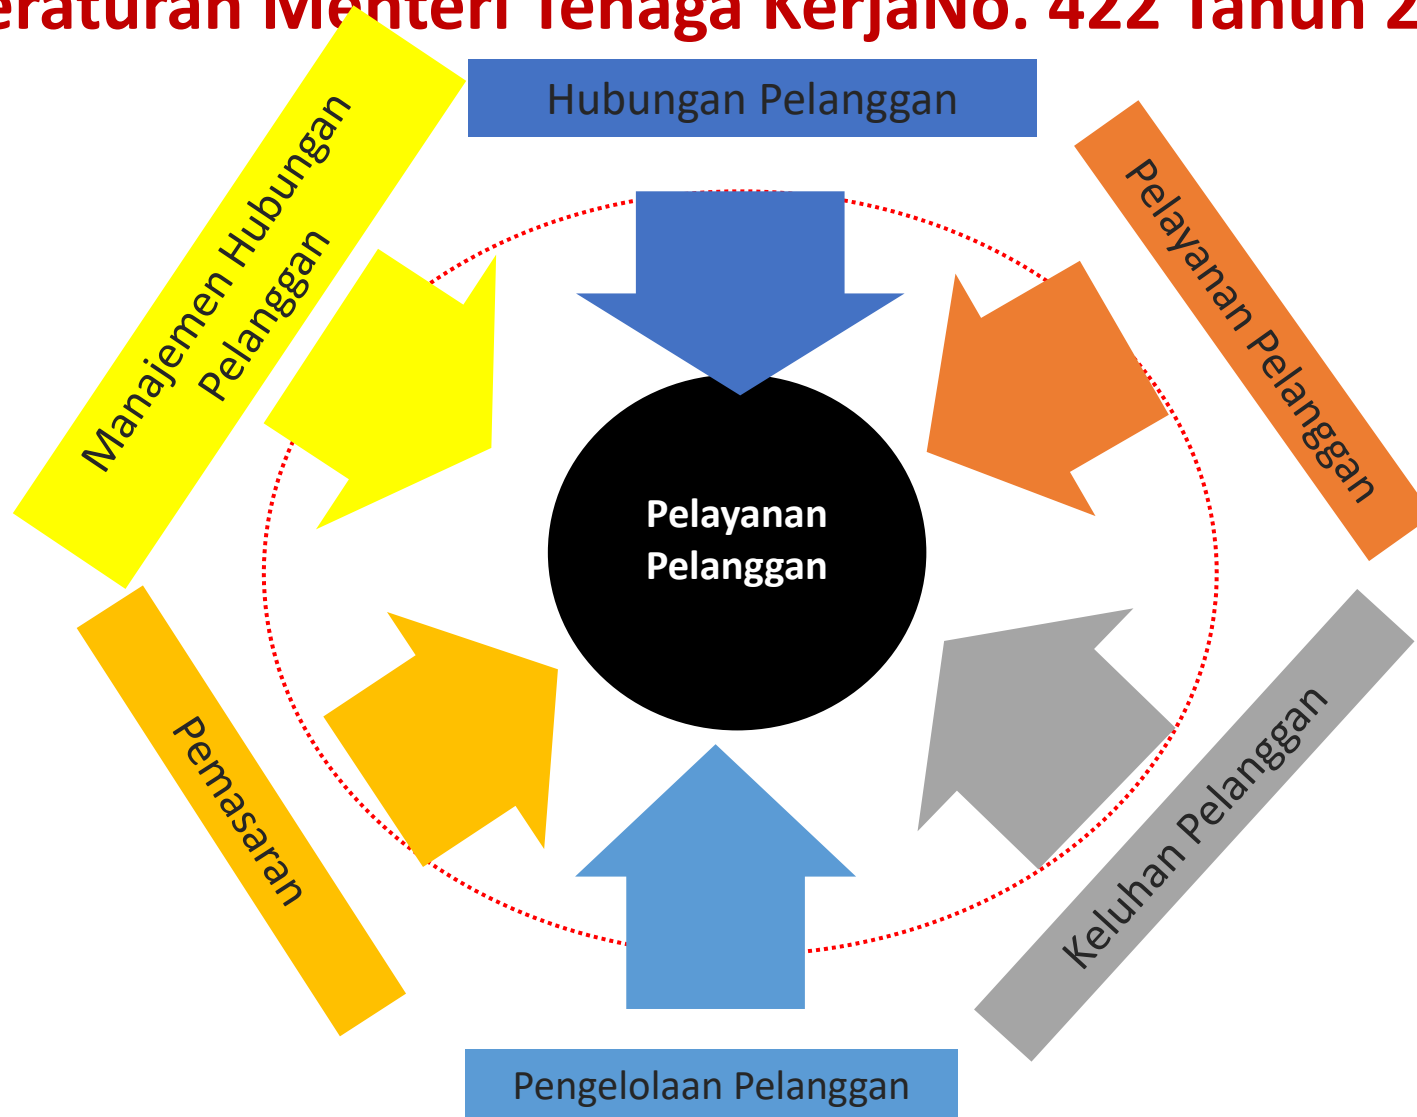 eraturan Menteri Tenaga KerjaNo. 422 Tahun 2
Hubungan Pelanggan
Manajemen Hubungan
Pelanggan
Pelayanan Pelanggan
Pelayanan
Pelanggan
Pemasaran
Keluhan Pelanggan
Pengelolaan Pelanggan